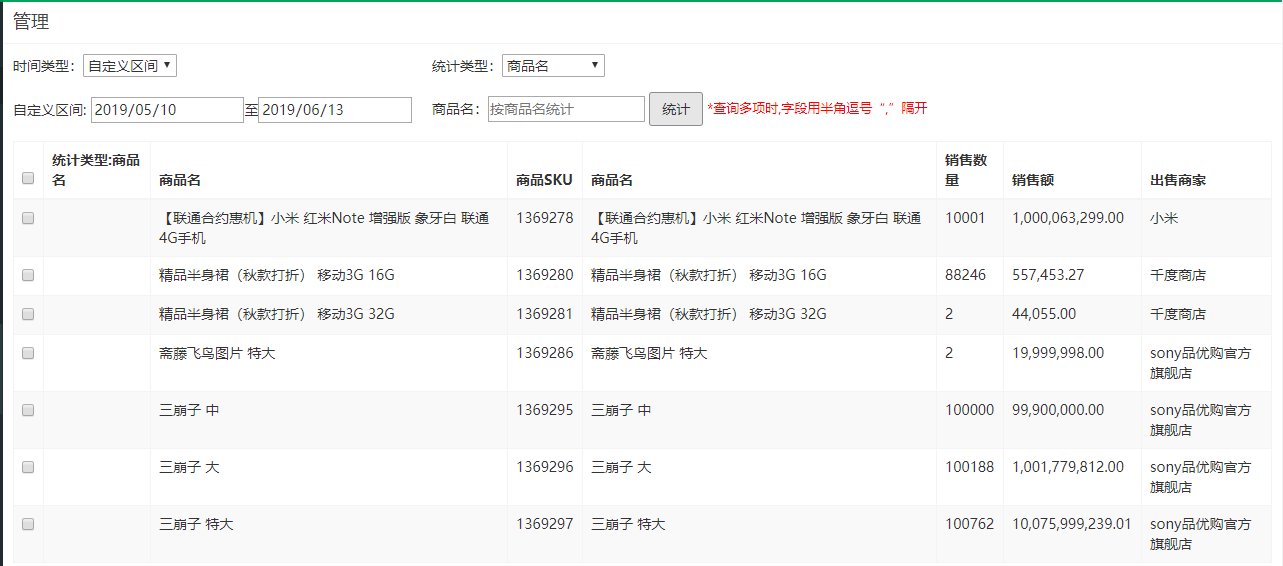 管理
时间类型: 自定义区间 统计类型: 商品名
自定义区间: 2019/05/10 至 2019/06/13 商品名: 按商品名统计 统计 *查询多项时,字段用半角逗号“,”隔开
统计类型:商品名 商品名 商品SKU 商品名 销售数量 销售额 出售商家
【联通合约惠机】小米 红米Note 增强版 象牙白 联通 1369278 【联通合约惠机】小米 红米Note 增强版 象牙白 联通 10001 1,000,063,299.00 小米
4G手机 4G手机
精品半身裙（秋款打折） 移动3G 16G 1369280 精品半身裙（秋款打折） 移动3G 16G 88246 557,453.27 千度商店
精品半身裙（秋款打折） 移动3G 32G 1369281 精品半身裙（秋款打折） 移动3G 32G 2 44,055.00 千度商店
斋藤飞鸟图片 特大 1369286 斋藤飞鸟图片 特大 2 19,999,998.00 sony品优购官方
旗舰店
三崩子 中 1369295 三崩子 中 100000 99,900,000.00 sony品优购官方
旗舰店
三崩子 大 1369296 三崩子 大 100188 1,001,779,812.00 sony品优购官方
旗舰店
三崩子 特大 1369297 三崩子 特大 100762 10,075,999,239.01 sony品优购官方
旗舰店